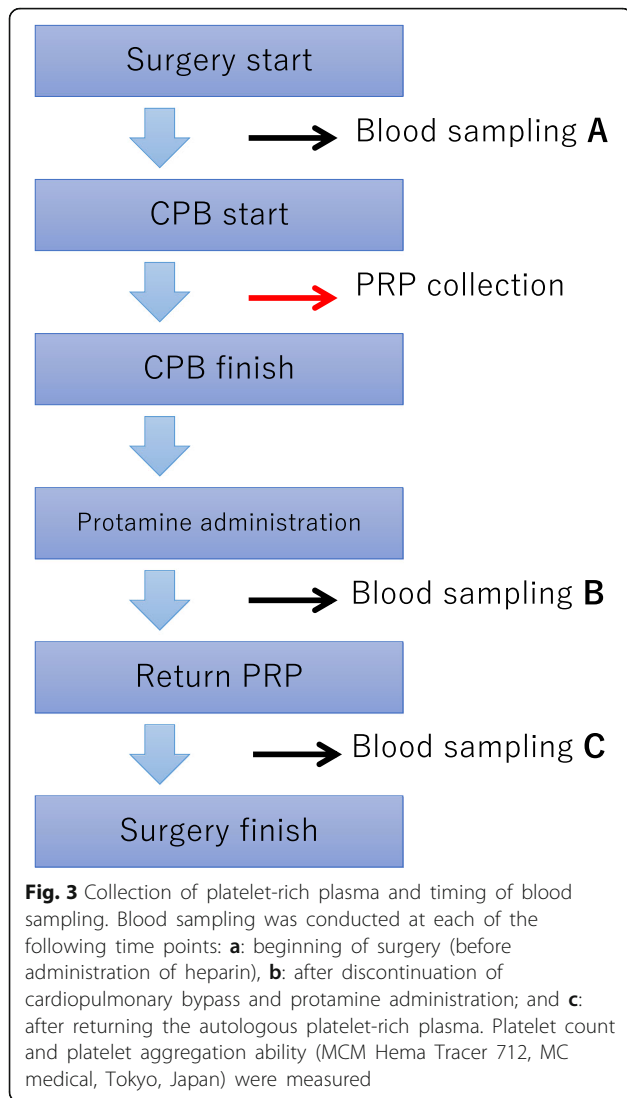 Surgery start
Blood sampling A
CPB start
PRP collection
CPB finish
Protamine administration
Blood sampling B
Return PRP
Blood sampling C
Surgery finish
Fig. 3 Collection of platelet-rich plasma and timing of blood
sampling. Blood sampling was conducted at each of the
following time points: a: beginning of surgery (before
administration of heparin), b: after discontinuation of
cardiopulmonary bypass and protamine administration; and c:
after returning the autologous platelet-rich plasma. Platelet count
and platelet aggregation ability (MCM Hema Tracer 712, MC
medical, Tokyo, Japan) were measured